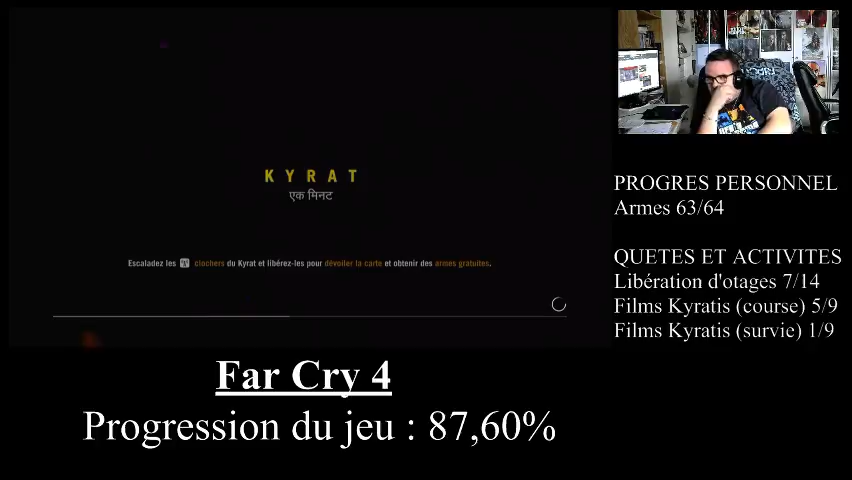 KYRAT
एक मिनट
Escaladez les clochers du Kyrat et libérez-les pour dévoiler la carte et obtenir des armes gratuites.
PROGRES PERSONNEL
Armes 63/64
QUETES ET ACTIVITES
Libération d'otages 7/14
Films Kyratis (course) 5/9
Films Kyratis (survie) 1/9
Far Cry 4
Progression du jeu : 87,60%